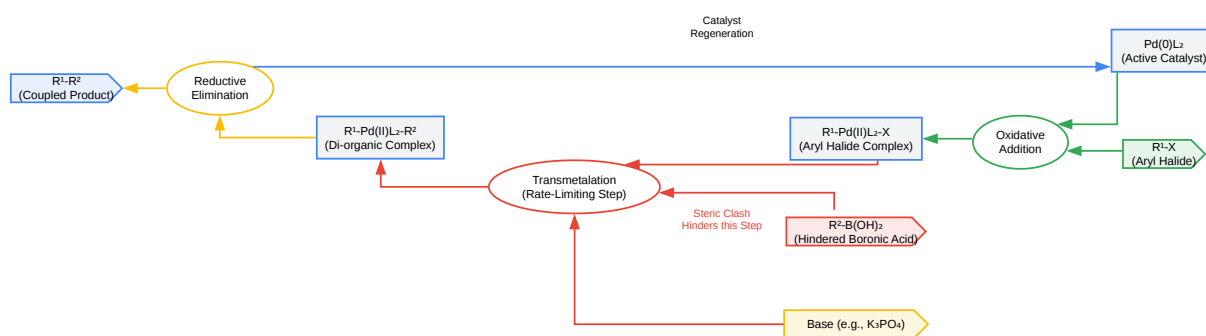 Catalyst
Regeneration
Pd(0)L₂
(Active Catalyst)
R¹-R²
(Coupled Product)
Reductive
Elimination
R¹-Pd(II)L₂-R²
(Di-organic Complex)
R¹-Pd(II)L₂-X
(Aryl Halide Complex)
Oxidative
Addition
R¹-X
(Aryl Halide)
Transmetalation
(Rate-Limiting Step)
Steric Clash
Hinders this Step
R²-B(OH)₂
(Hindered Boronic Acid)
Base (e.g., K₃PO₄)